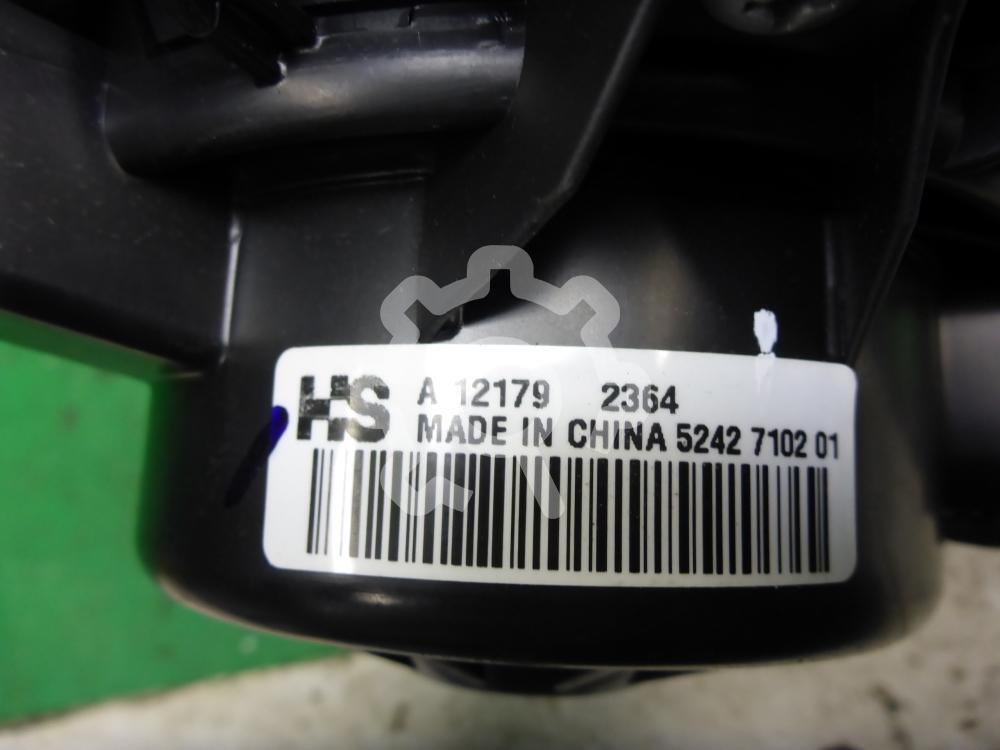 HS A 12179 2364
MADE IN CHINA 5242 7102 01